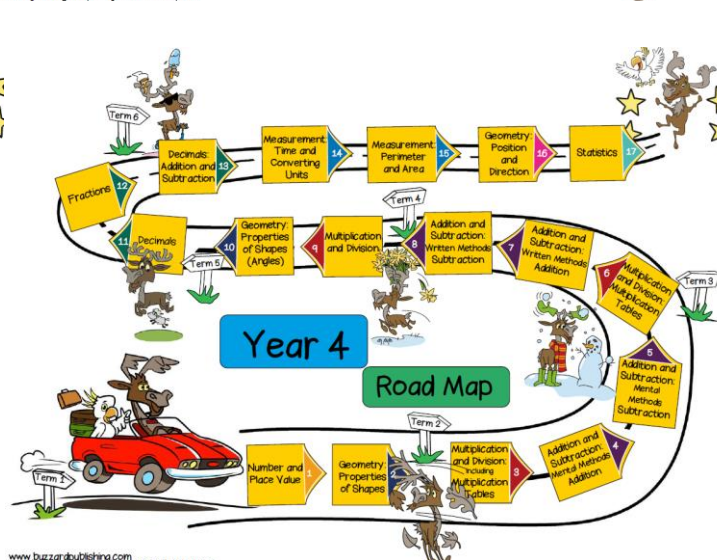 Term 6
Decimals:
Addition and
Subtraction
13
Measurement:
Time and
Converting
Units
14
Measurement:
Perimeter
and Area
15
Geometry:
Position
and
Direction
16
Statistics
17
Fractions
12
11
Decimals
Term 5
10
Geometry:
Properties
of Shapes
(Angles)
9
Multiplication
and Division
Term 4
8
Addition and
Subtraction:
Written Methods
Subtraction
7
Addition and
Subtraction:
Written Methods
Addition
6
Multiplication
and Division:
Multiplication
Tables
Term 3
5
Addition and
Subtraction:
Mental
Methods
Subtraction
Year 4
Road Map
Term 2
4
Addition and
Subtraction:
Mental Methods
Addition
Multiplication
and Division:
including
Multiplication
Tables
3
Geometry:
Properties
of Shapes
2
Number and
Place Value
1
Term 1
www.buzzardpublishing.com